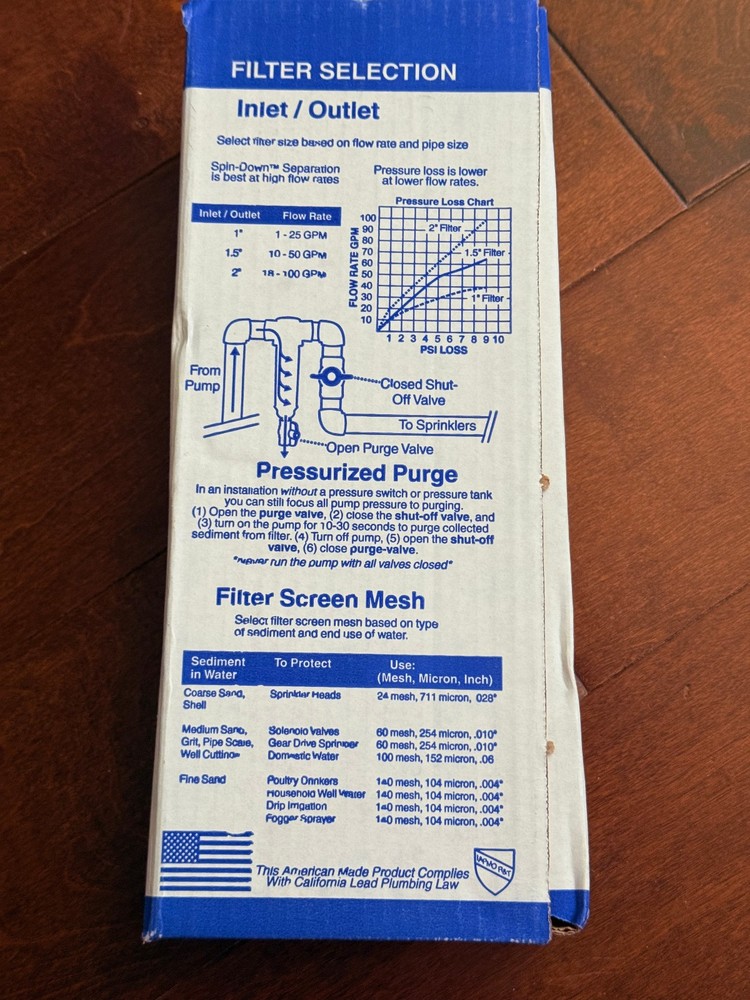 FILTER SELECTION
Inlet / Outlet
Select filter size based on flow rate and pipe size
Spin-Down™ Separation
is best at high flow rates
Pressure loss is lower
at lower flow rates.
Inlet / Outlet Flow Rate
1" 1 - 25 GPM
1.5" 10 - 50 GPM
2" 18 - 100 GPM
Pressure Loss Chart
FLOW RATE GPM
100
90
80
70
60
50
40
30
20
10
2" Filter
1.5" Filter
1" Filter
1 2 3 4 5 6 7 8 9 10
PSI LOSS
From
Pump
Closed Shut-
Off Valve
To Sprinklers
Open Purge Valve
Pressurized Purge
In an installation without a pressure switch or pressure tank
you can still focus all pump pressure to purging.
(1) Open the purge valve, (2) close the shut-off valve, and
(3) turn on the pump for 10-30 seconds to purge collected
sediment from filter. (4) Turn off pump, (5) open the shut-off
valve, (6) close purge-valve.
*Never run the pump with all valves closed*
Filter Screen Mesh
Select filter screen mesh based on type
of sediment and end use of water.
Sediment
in Water
To Protect
Use:
(Mesh, Micron, Inch)
Coarse Sand,
Shell
Sprinkler Heads 24 mesh, 711 micron, .028"
Medium Sand, Solenoid Valves 60 mesh, 254 micron, .010"
Grit, Pipe Scale, Gear Drive Sprinkler 60 mesh, 254 micron, .010"
Well Cuttings Domestic Water 100 mesh, 152 micron, .06
Fine Sand Poultry Drinkers 140 mesh, 104 micron, .004"
Household Well Water 140 mesh, 104 micron, .004"
Drip Irrigation 140 mesh, 104 micron, .004"
Fogger Sprayer 140 mesh, 104 micron, .004"
This American Made Product Complies
With California Lead Plumbing Law
IAPMO R&T